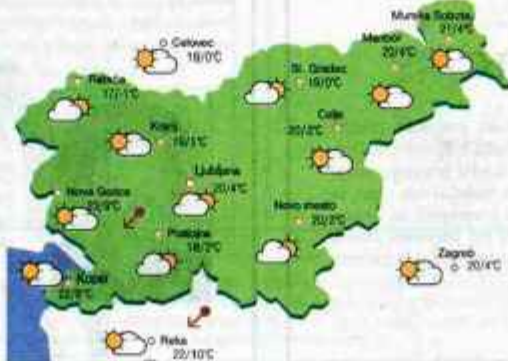 Murska Sobota
21/4°C
Maribor
20/4°C
Celovec
18/0°C
Sl. Gradec
19/0°C
Rateče
17/-1°C
Celje
20/2°C
Kranj
19/1°C
Ljubljana
20/4°C
Nova Gorica
Novo mesto
20/2°C
Postojna
18/2°C
Zagreb
20/4°C
Koper
Reka
22/10°C